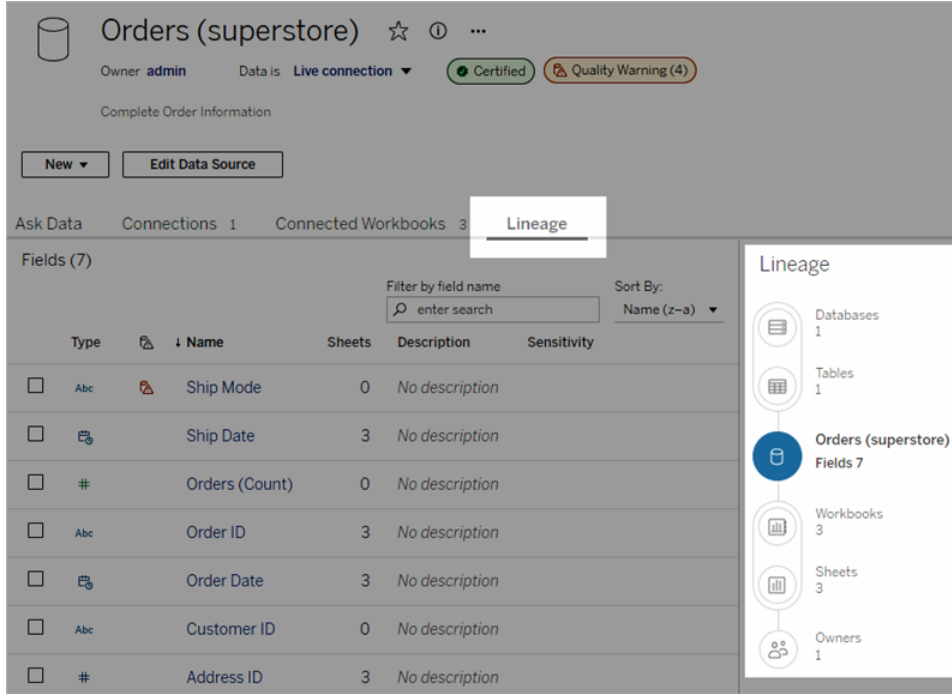 Orders (superstore)
Owner admin Data is Live connection Certified Quality Warning (4)
Complete Order Information
New Edit Data Source
Ask Data Connections 1 Connected Workbooks 3 Lineage
Fields (7)
Filter by field name Sort By:
enter search Name (z–a)
Type Name Sheets Description Sensitivity
Abc Ship Mode 0 No description
Ship Date 3 No description
# Orders (Count) 0 No description
Abc Order ID 3 No description
Order Date 3 No description
Abc Customer ID 0 No description
# Address ID 3 No description
Lineage
Databases
1
Tables
1
Orders (superstore)
Fields 7
Workbooks
3
Sheets
3
Owners
1